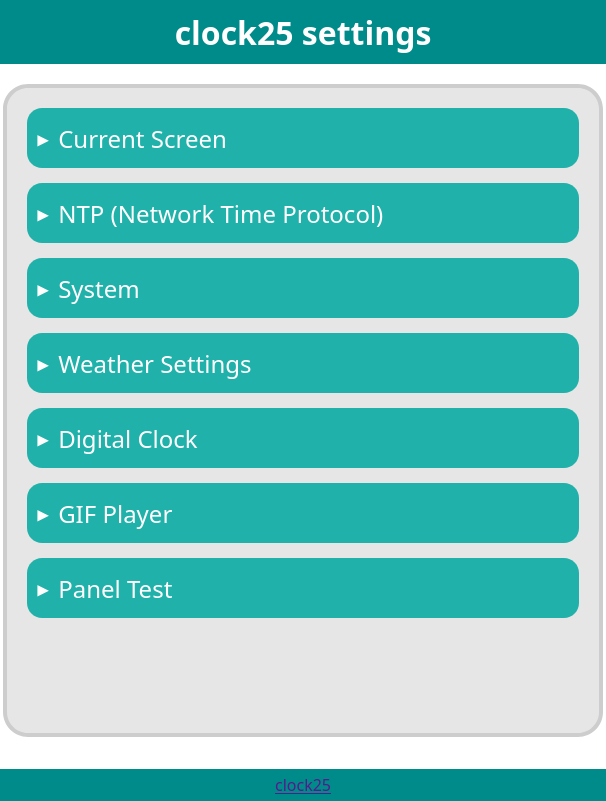 clock25 settings
► Current Screen
► NTP (Network Time Protocol)
► System
► Weather Settings
► Digital Clock
► GIF Player
► Panel Test
clock25